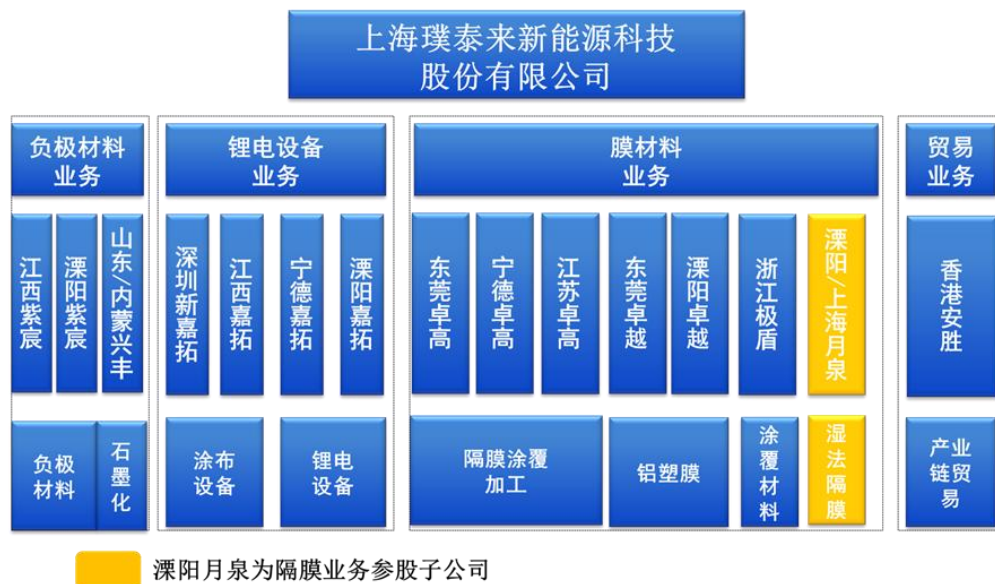 上海璞泰来新能源科技
股份有限公司
负极材料
业务
锂电设备
业务
膜材料
业务
贸易
业务
江西紫宸
溧阳紫宸
山东/内蒙兴丰
深圳新嘉拓
江西嘉拓
宁德嘉拓
溧阳嘉拓
东莞卓高
宁德卓高
江苏卓高
东莞卓越
溧阳卓越
浙江极盾
溧阳/上海月泉
香港安胜
负极
材料
石墨化
涂布
设备
锂电
设备
隔膜涂覆
加工
铝塑膜
涂覆材料
湿法隔膜
产业
链贸
易
溧阳月泉为隔膜业务参股子公司